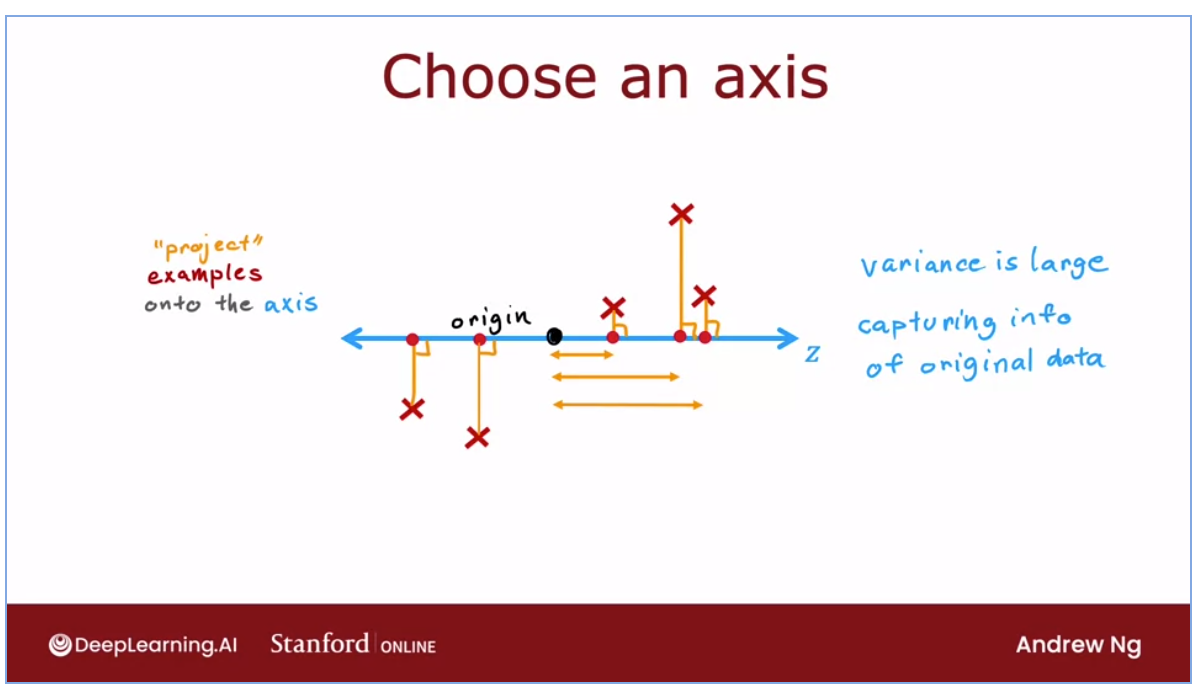 Choose an axis
"project"
examples
onto the axis
origin
z
variance is large
capturing info
of original data
DeepLearning.AI
Stanford | ONLINE
Andrew Ng